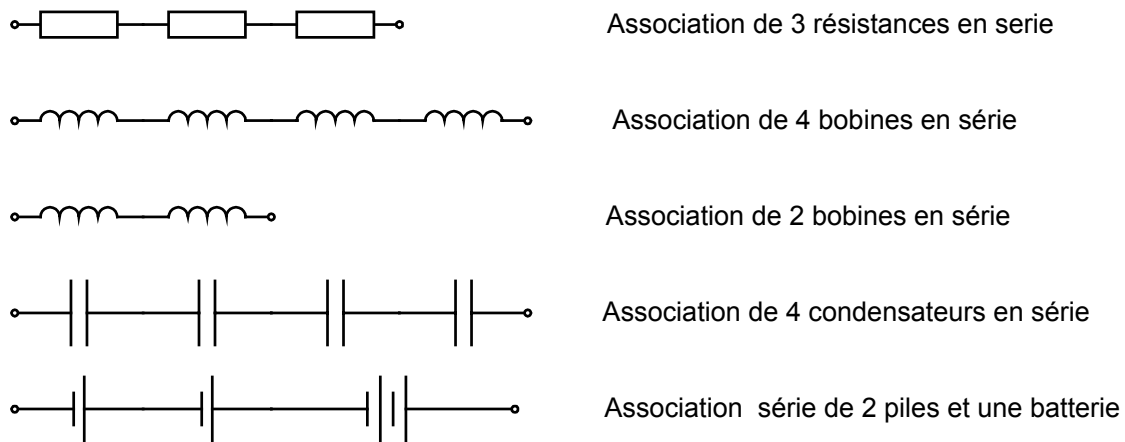 Association de 3 résistances en serie
Association de 4 bobines en série
Association de 2 bobines en série
Association de 4 condensateurs en série
Association série de 2 piles et une batterie